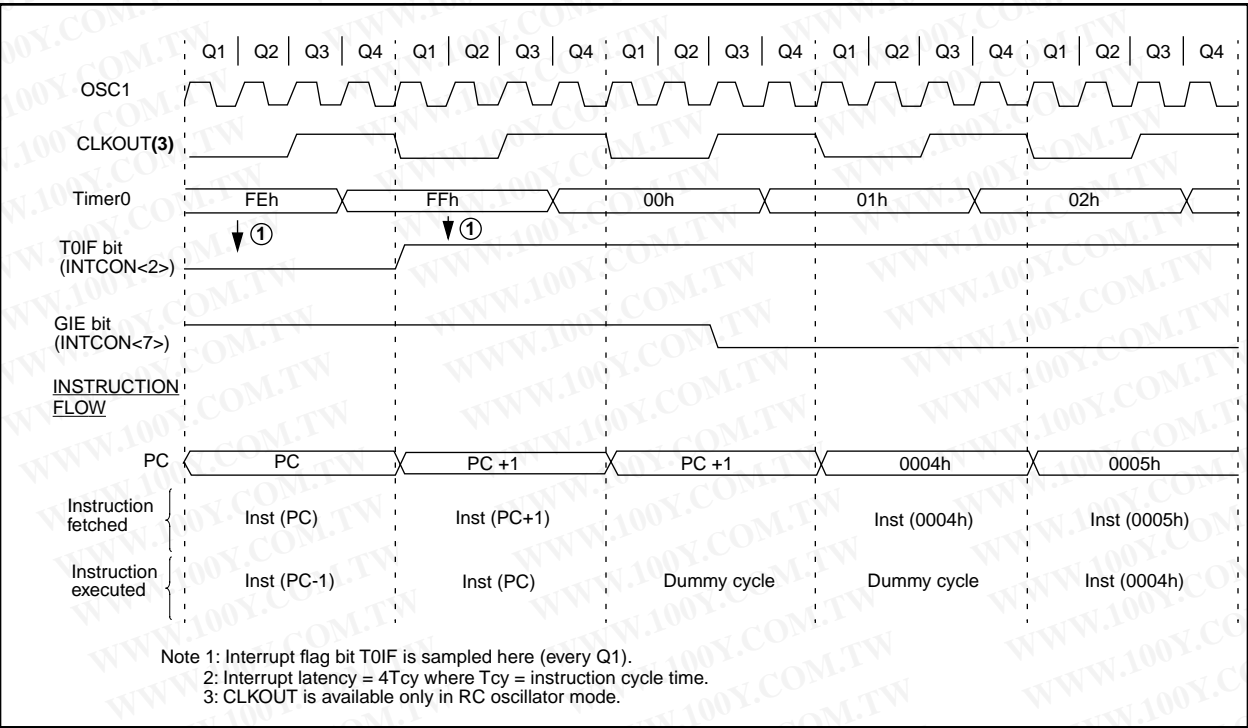 Q1 Q2 Q3 Q4 Q1 Q2 Q3 Q4 Q1 Q2 Q3 Q4 Q1 Q2 Q3 Q4 Q1 Q2 Q3 Q4
OSC1
CLKOUT(3)
Timer0 FEh FFh 00h 01h 02h
1 1
T0IF bit
(INTCON<2>)
GIE bit
(INTCON<7>)
INSTRUCTION
FLOW
PC PC PC +1 PC +1 0004h 0005h
Instruction
fetched
Inst (PC) Inst (PC+1) Inst (0004h) Inst (0005h)
Instruction
executed
Inst (PC-1) Inst (PC) Dummy cycle Dummy cycle Inst (0004h)
Note 1: Interrupt flag bit T0IF is sampled here (every Q1).
2: Interrupt latency = 4Tcy where Tcy = instruction cycle time.
3: CLKOUT is available only in RC oscillator mode.
WWW.100Y.COM.TW